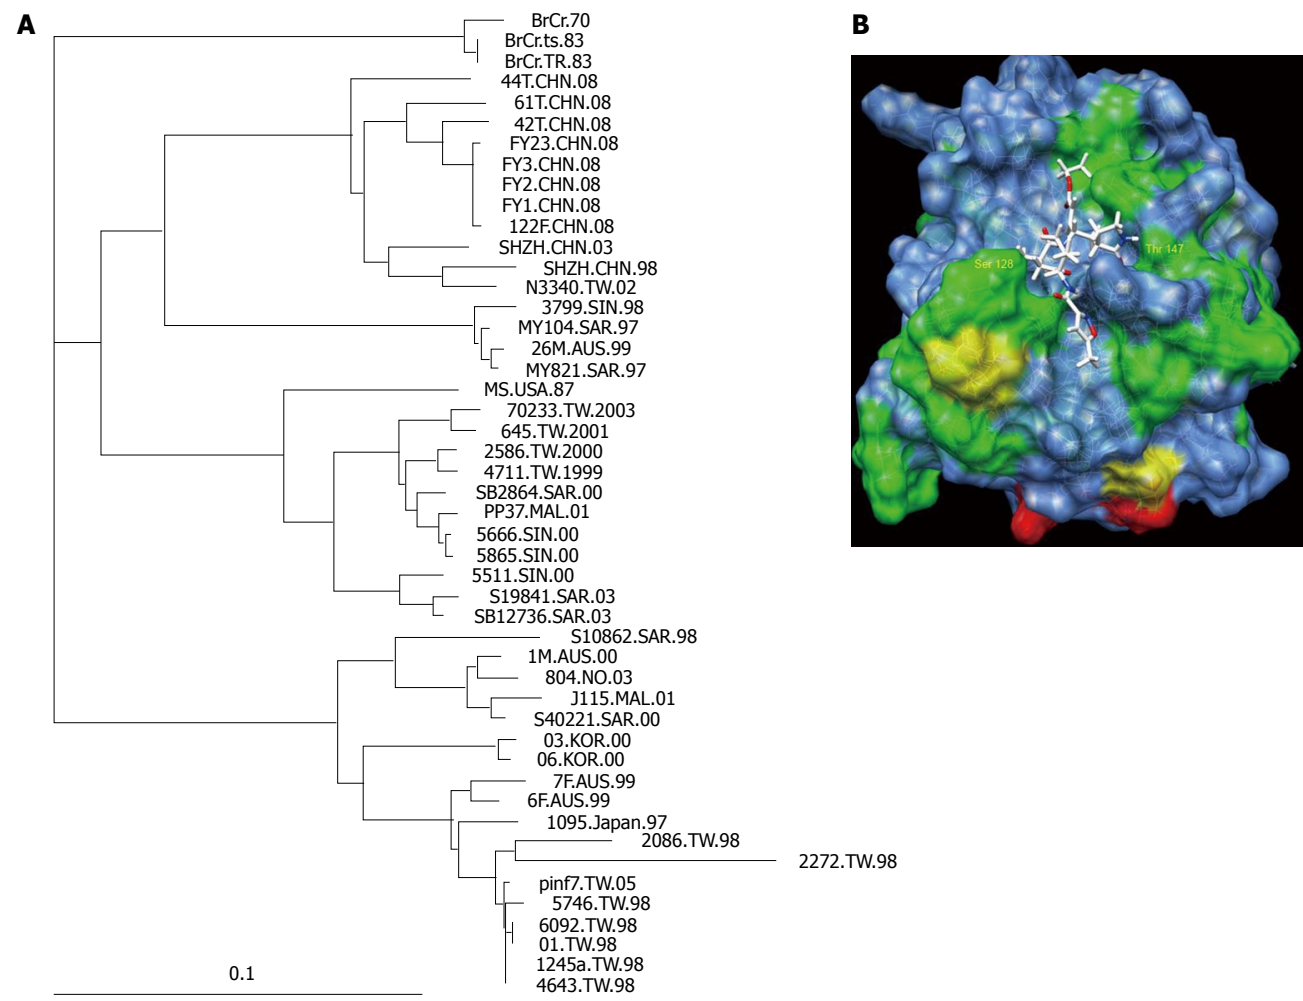 A
BrCr.70
BrCr.ts.83
BrCr.TR.83
44T.CHN.08
61T.CHN.08
42T.CHN.08
FY23.CHN.08
FY3.CHN.08
FY2.CHN.08
FY1.CHN.08
122F.CHN.08
SHZH.CHN.03
SHZH.CHN.98
N3340.TW.02
3799.SIN.98
MY104.SAR.97
26M.AUS.99
MY821.SAR.97
MS.USA.87
70233.TW.2003
645.TW.2001
2586.TW.2000
4711.TW.1999
SB2864.SAR.00
PP37.MAL.01
5666.SIN.00
5865.SIN.00
5511.SIN.00
S19841.SAR.03
SB12736.SAR.03
S10862.SAR.98
1M.AUS.00
804.NO.03
J115.MAL.01
S40221.SAR.00
03.KOR.00
06.KOR.00
7F.AUS.99
6F.AUS.99
1095.Japan.97
2086.TW.98
2272.TW.98
pinf7.TW.05
5746.TW.98
6092.TW.98
01.TW.98
1245a.TW.98
4643.TW.98
0.1
B
Ser 128
Thr 147